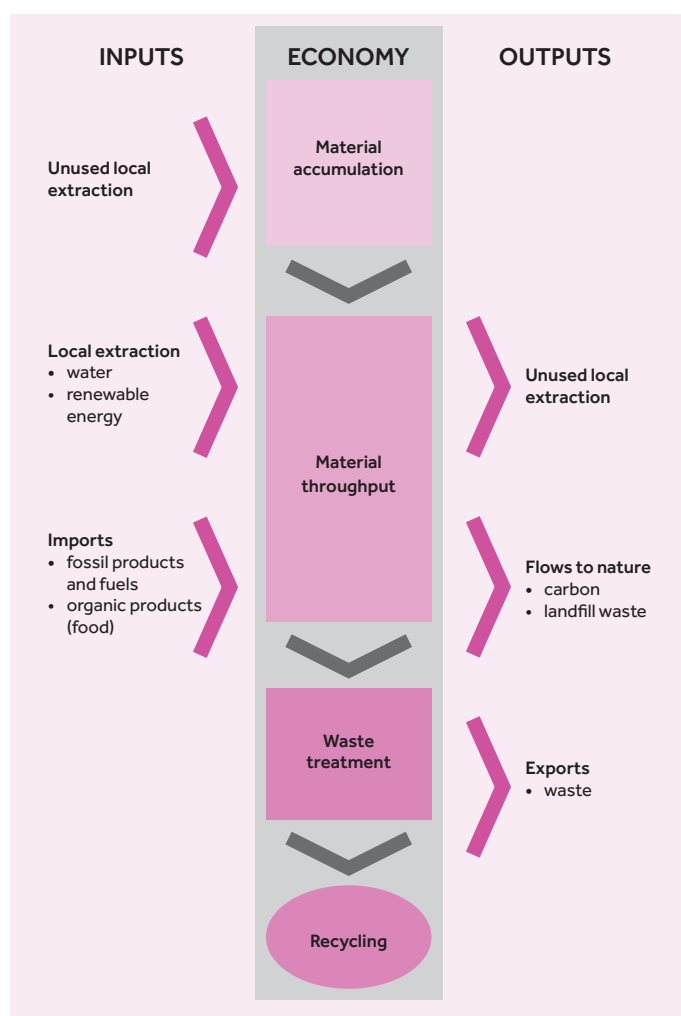 INPUTS
ECONOMY
OUTPUTS
Unused local
extraction
Material
accumulation
Local extraction
• water
• renewable
energy
Material
throughput
Unused local
extraction
Imports
• fossil products
and fuels
• organic products
(food)
Flows to nature
• carbon
• landfill waste
Waste
treatment
Exports
• waste
Recycling